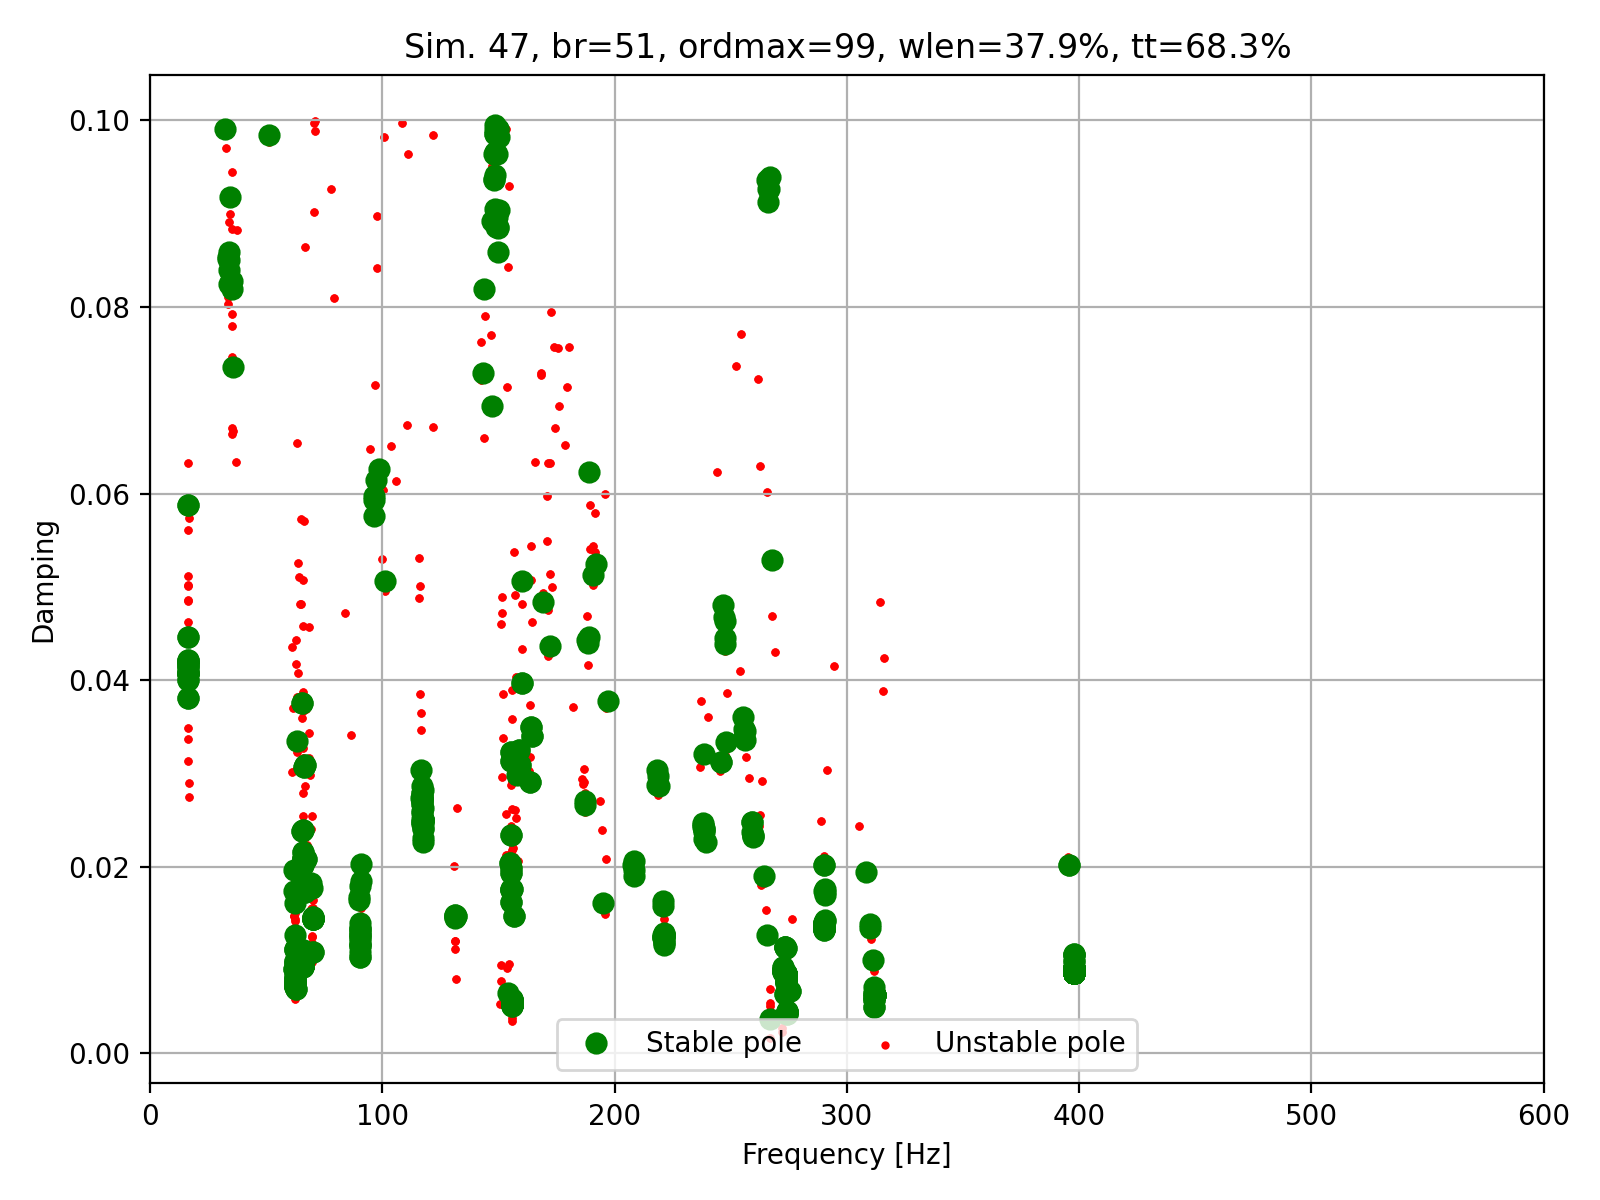 Sim. 47, br=51, ordmax=99, wlen=37.9%, tt=68.3%
0.10
0.08
0.06
0.04
0.02
0.00
Damping
Stable pole
Unstable pole
0
100
200
300
400
500
600
Frequency [Hz]